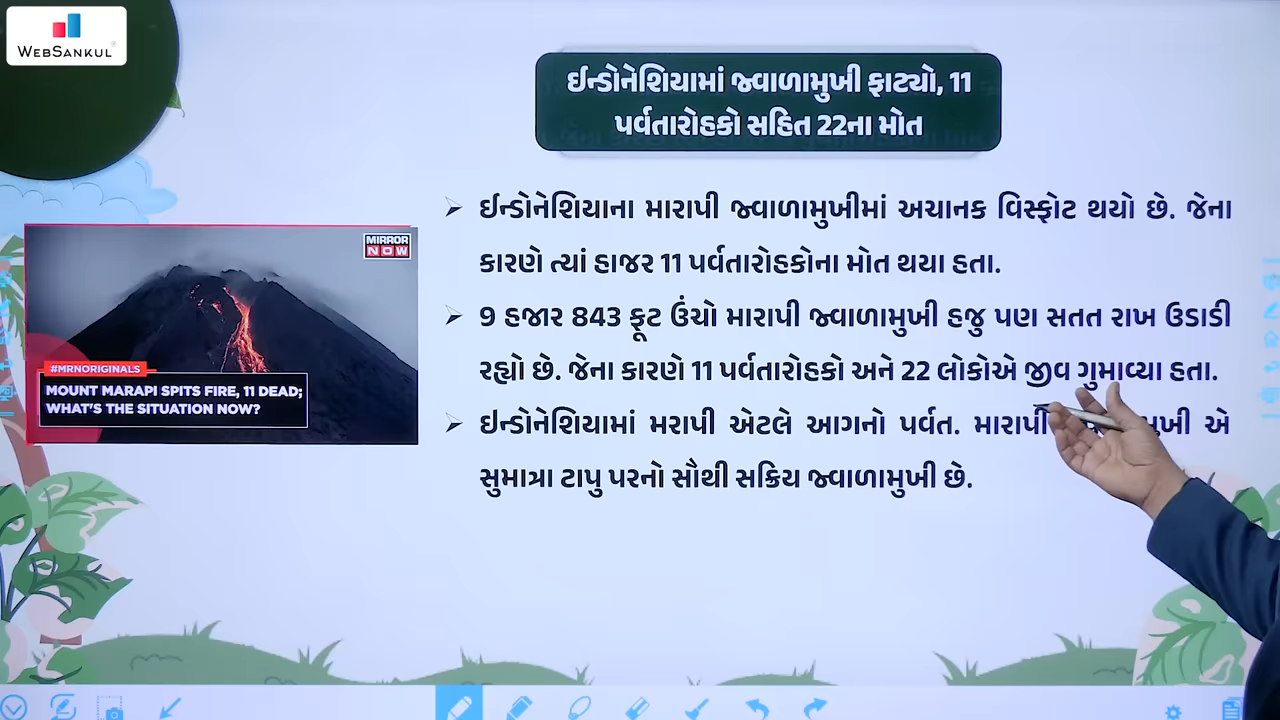 WEBSANKUL
ઈન્ડોનેશિયામાં જ્વાળામુખી ફાટ્યો, 11
પર્વતારોહકો સહિત 22ના મોત
ઈન્ડોનેશિયાના મારાપી જ્વાળામુખીમાં અચાનક વિસ્ફોટ થયો છે. જેના
કારણે ત્યાં હાજર 11 પર્વતારોહકોના મોત થયા હતા.
9 હજાર 843 ફૂટ ઉંચો મારાપી જ્વાળામુખી હજુ પણ સતત રાખ ઉડાડી
રહ્યો છે. જેના કારણે 11 પર્વતારોહકો અને 22 લોકોએ જીવ ગુમાવ્યા હતા.
ઈન્ડોનેશિયામાં મરાપી એટલે આગનો પર્વત. મારાપી એ
સુમાત્રા ટાપુ પરનો સૌથી સક્રિય જ્વાળામુખી છે.
MIRROR
NOW
#MRNORIGINALS
MOUNT MARAPI SPITS FIRE, 11 DEAD;
WHAT'S THE SITUATION NOW?